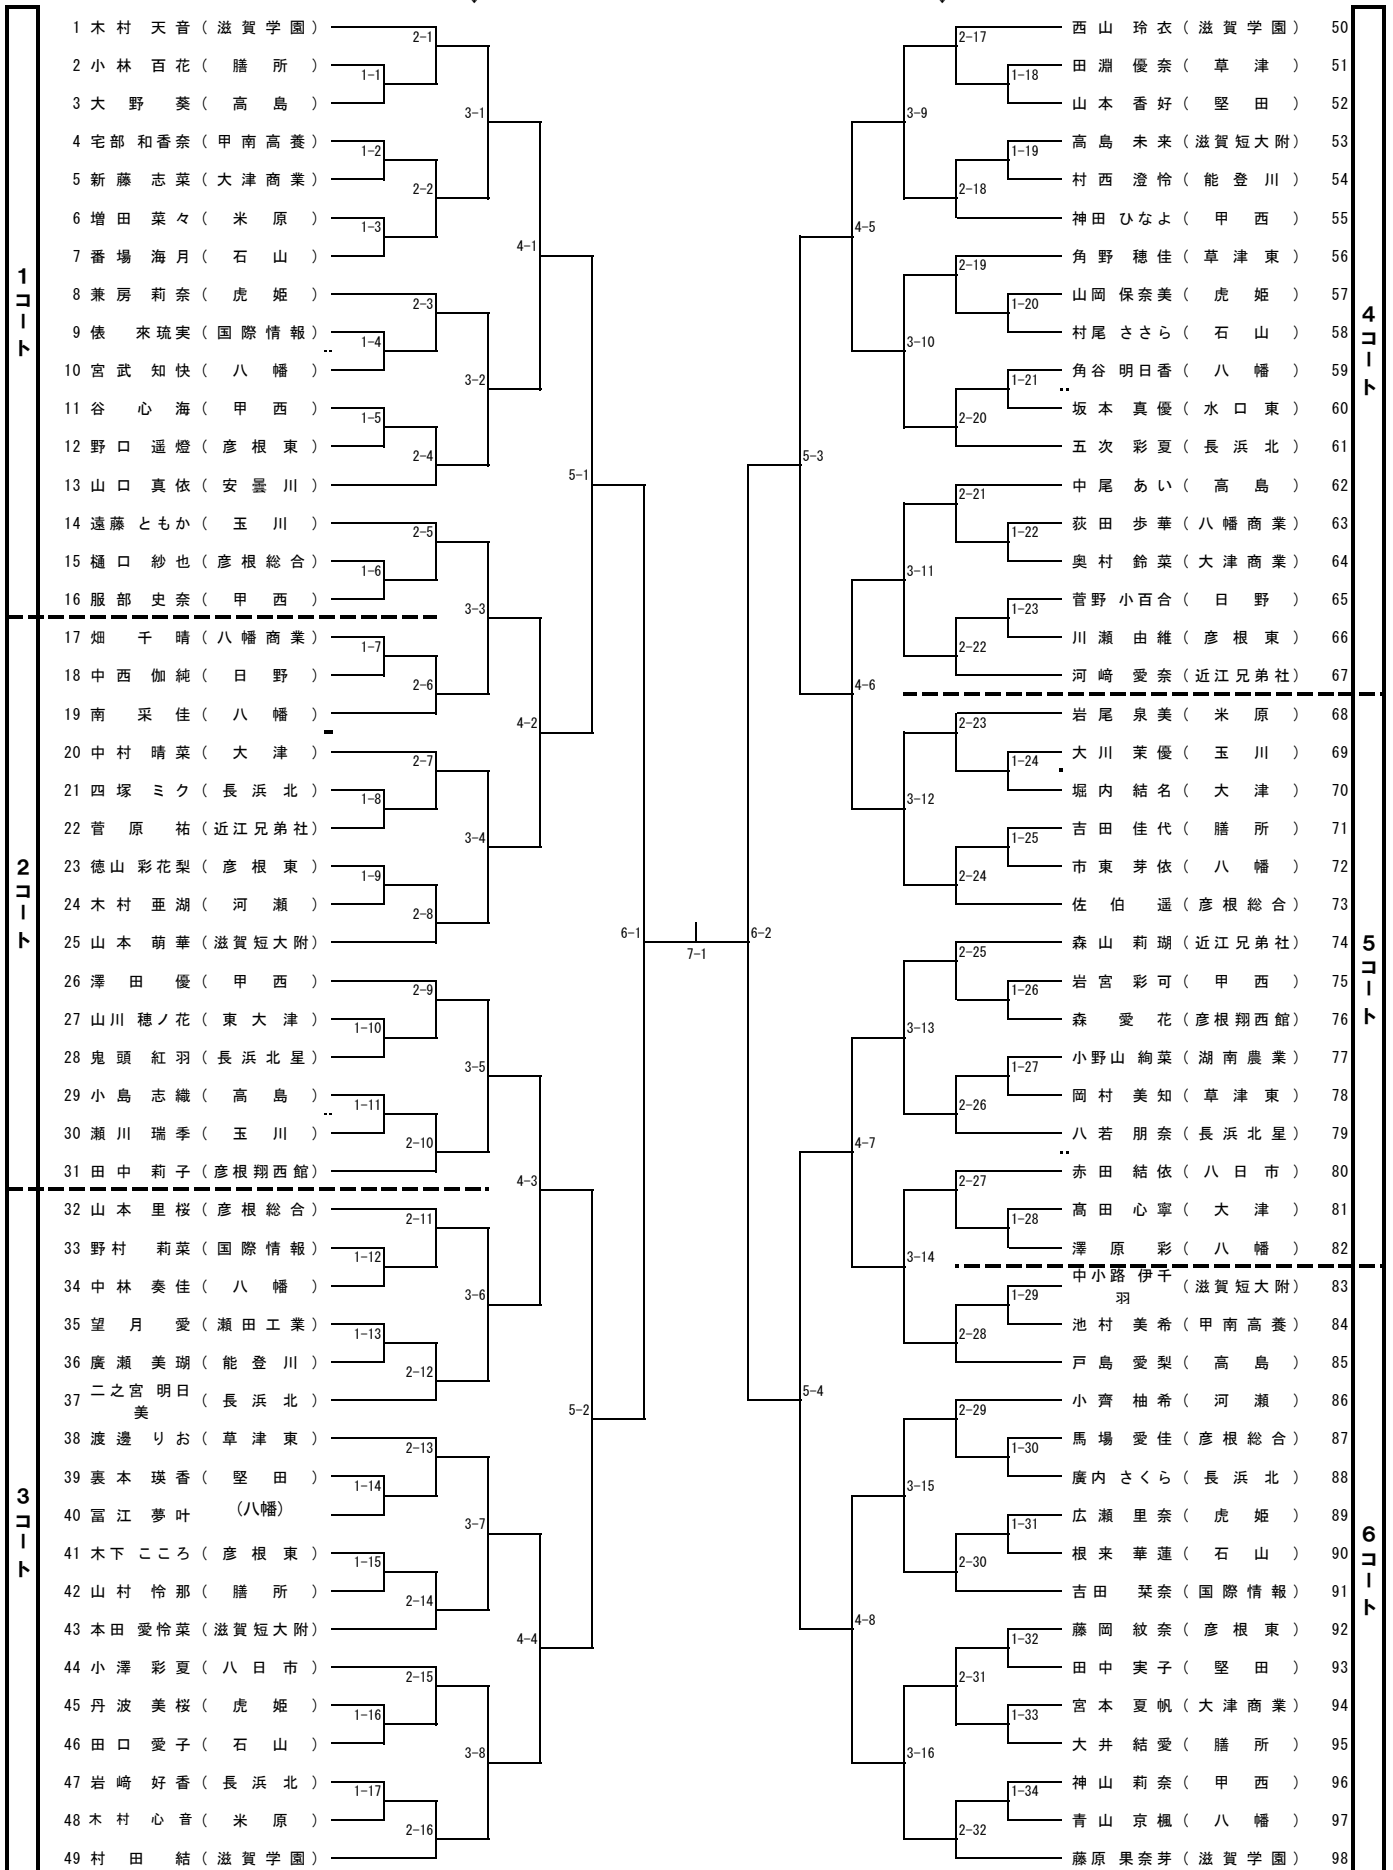 1コート
1 木村 天音 (滋賀学園)
2 小林 百花 (膳所)
3 大野 葵 (高島)
4 宅部 和香奈 (甲南高養)
5 新藤 志菜 (大津商業)
6 増田 菜々 (米原)
7 番場 海月 (石山)
8 兼房 莉奈 (虎姫)
9 俵 來琉実 (国際情報)
10 宮武 知快 (八幡)
11 谷 心海 (甲西)
12 野口 遥燈 (彦根東)
13 山口 真依 (安曇川)
14 遠藤 ともか (玉川)
15 樋口 紗也 (彦根総合)
16 服部 史奈 (甲西)
2コート
17 畑 千晴 (八幡商業)
18 中西 伽純 (日野)
19 南 采佳 (八幡)
20 中村 晴菜 (大津)
21 四塚 ミク (長浜北)
22 菅原 祐 (近江兄弟社)
23 徳山 彩花梨 (彦根東)
24 木村 亜湖 (河瀬)
25 山本 萌華 (滋賀短大附)
26 澤田 優 (甲西)
27 山川 穂ノ花 (東大津)
28 鬼頭 紅羽 (長浜北星)
29 小島 志織 (高島)
30 瀬川 瑞季 (玉川)
31 田中 莉子 (彦根翔西館)
3コート
32 山本 里桜 (彦根総合)
33 野村 莉菜 (国際情報)
34 中林 奏佳 (八幡)
35 望月 愛 (瀬田工業)
36 廣瀬 美瑚 (能登川)
37 二之宮 明日美 (長浜北)
38 渡邊 りお (草津東)
39 裏本 瑛香 (堅田)
40 冨江 夢叶 (八幡)
41 木下 こころ (彦根東)
42 山村 怜那 (膳所)
43 本田 愛怜菜 (滋賀短大附)
44 小澤 彩夏 (八日市)
45 丹波 美桜 (虎姫)
46 田口 愛子 (石山)
47 岩﨑 好香 (長浜北)
48 木村 心音 (米原)
49 村田 結 (滋賀学園)
1-1
1-2
1-3
1-4
1-5
1-6
1-7
1-8
1-9
1-10
1-11
1-12
1-13
1-14
1-15
1-16
1-17
2-1
2-2
2-3
2-4
2-5
2-6
2-7
2-8
2-9
2-10
2-11
2-12
2-13
2-14
2-15
2-16
3-1
3-2
3-3
3-4
3-5
3-6
3-7
3-8
4-1
4-2
4-3
4-4
5-1
5-2
6-1
7-1
6-2
5-3
5-4
4-5
4-6
4-7
4-8
3-9
3-10
3-11
3-12
3-13
3-14
3-15
3-16
2-17
2-18
2-19
2-20
2-21
2-22
2-23
2-24
2-25
2-26
2-27
2-28
2-29
2-30
2-31
2-32
1-18
1-19
1-20
1-21
1-22
1-23
1-24
1-25
1-26
1-27
1-28
1-29
1-30
1-31
1-32
1-33
1-34
4コート
西山 玲衣 (滋賀学園) 50
田淵 優奈 (草津) 51
山本 香好 (堅田) 52
高島 未来 (滋賀短大附) 53
村西 澄怜 (能登川) 54
神田 ひなよ (甲西) 55
角野 穂佳 (草津東) 56
山岡 保奈美 (虎姫) 57
村尾 ささら (石山) 58
角谷 明日香 (八幡) 59
坂本 真優 (水口東) 60
五次 彩夏 (長浜北) 61
中尾 あい (高島) 62
荻田 歩華 (八幡商業) 63
奥村 鈴菜 (大津商業) 64
菅野 小百合 (日野) 65
川瀬 由維 (彦根東) 66
河﨑 愛奈 (近江兄弟社) 67
5コート
岩尾 泉美 (米原) 68
大川 茉優 (玉川) 69
堀内 結名 (大津) 70
吉田 佳代 (膳所) 71
市東 芽依 (八幡) 72
佐伯 遥 (彦根総合) 73
森山 莉瑚 (近江兄弟社) 74
岩宮 彩可 (甲西) 75
森 愛花 (彦根翔西館) 76
小野山 絢菜 (湖南農業) 77
岡村 美知 (草津東) 78
八若 朋奈 (長浜北星) 79
赤田 結依 (八日市) 80
髙田 心寧 (大津) 81
澤原 彩 (八幡) 82
6コート
中小路 伊千羽 (滋賀短大附) 83
池村 美希 (甲南高養) 84
戸島 愛梨 (高島) 85
小齊 柚希 (河瀬) 86
馬場 愛佳 (彦根総合) 87
廣内 さくら (長浜北) 88
広瀬 里奈 (虎姫) 89
根来 華蓮 (石山) 90
吉田 栞奈 (国際情報) 91
藤岡 紋奈 (彦根東) 92
田中 実子 (堅田) 93
宮本 夏帆 (大津商業) 94
大井 結愛 (膳所) 95
神山 莉奈 (甲西) 96
青山 京楓 (八幡) 97
藤原 果奈芽 (滋賀学園) 98